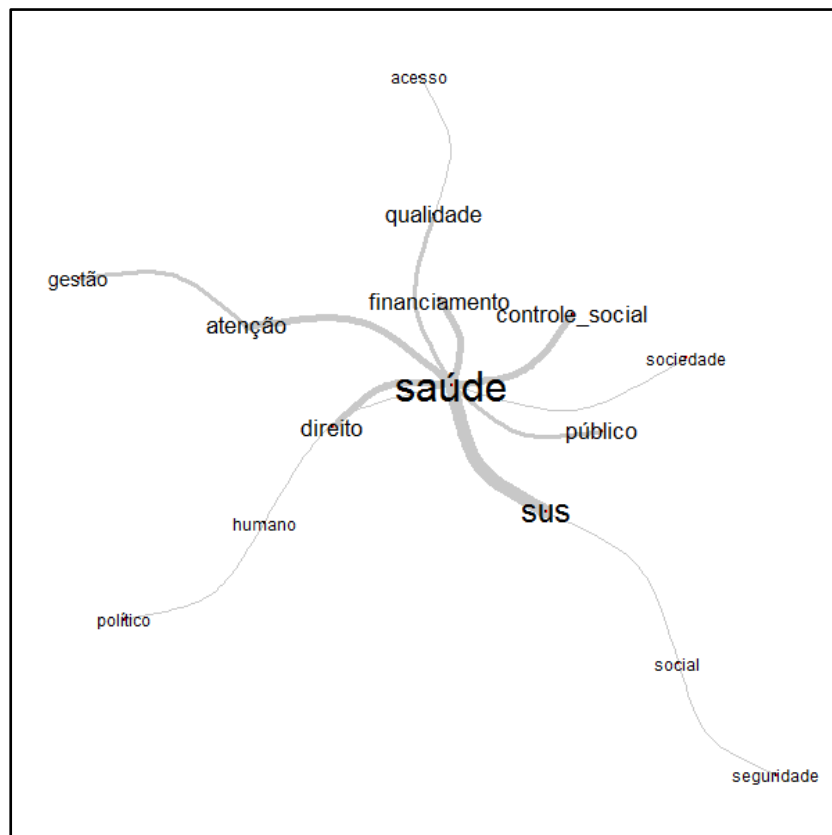 acesso
qualidade
gestão
financiamento
controle_social
atenção
sociedade
saúde
direito
público
sus
humano
político
social
seguridade